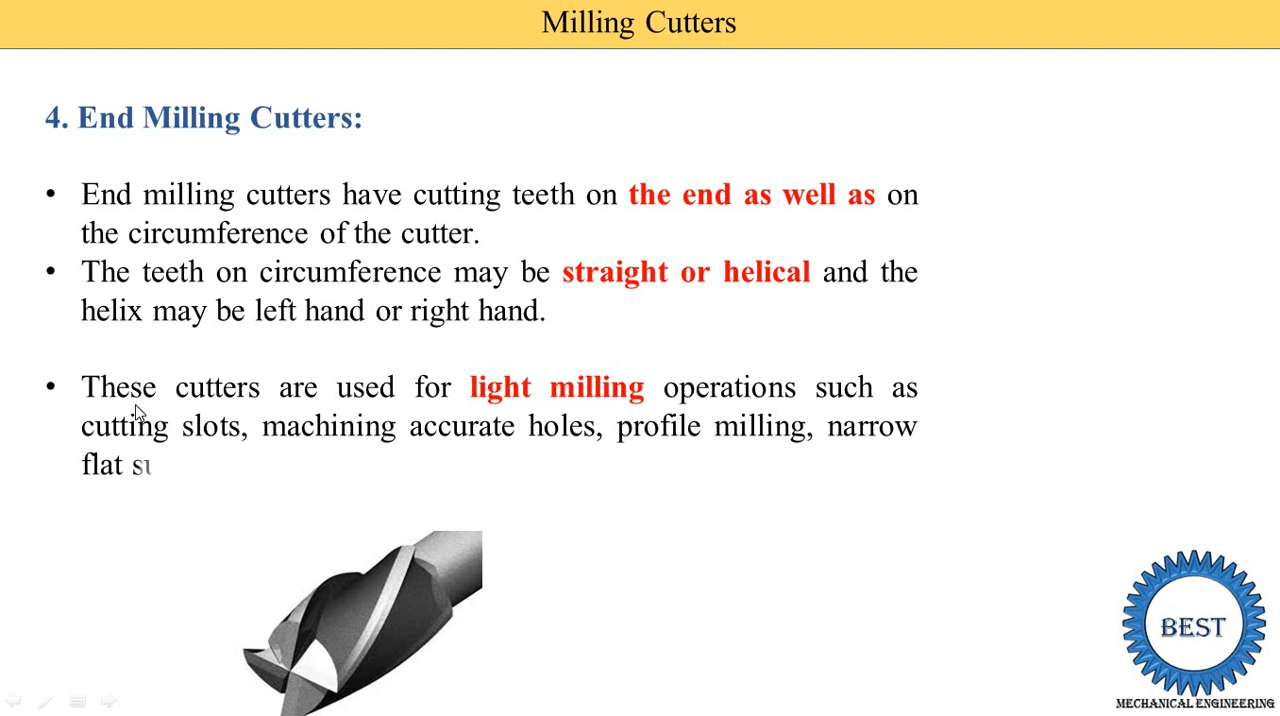 Milling Cutters
4. End Milling Cutters:
• End milling cutters have cutting teeth on the end as well as on
the circumference of the cutter.
• The teeth on circumference may be straight or helical and the
helix may be left hand or right hand.
• These cutters are used for light milling operations such as
cutting slots, machining accurate holes, profile milling, narrow
flat
BEST
MECHANICAL ENGINEERING